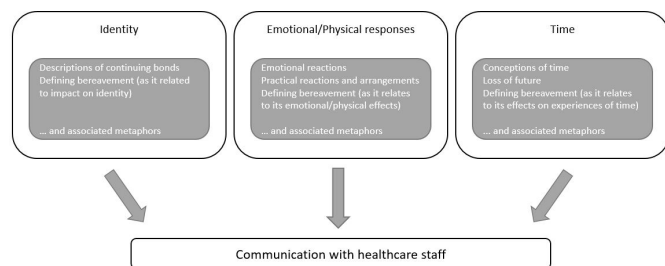 Identity
Descriptions of continuing bonds
Defining bereavement (as it related
to impact on identity)
... and associated metaphors
Emotional/Physical responses
Emotional reactions
Practical reactions and arrangements
Defining bereavement (as it relates
to its emotional/physical effects)
... and associated metaphors
Time
Conceptions of time
Loss of future
Defining bereavement (as it relates
to its effects on experiences of time)
... and associated metaphors
Communication with healthcare staff